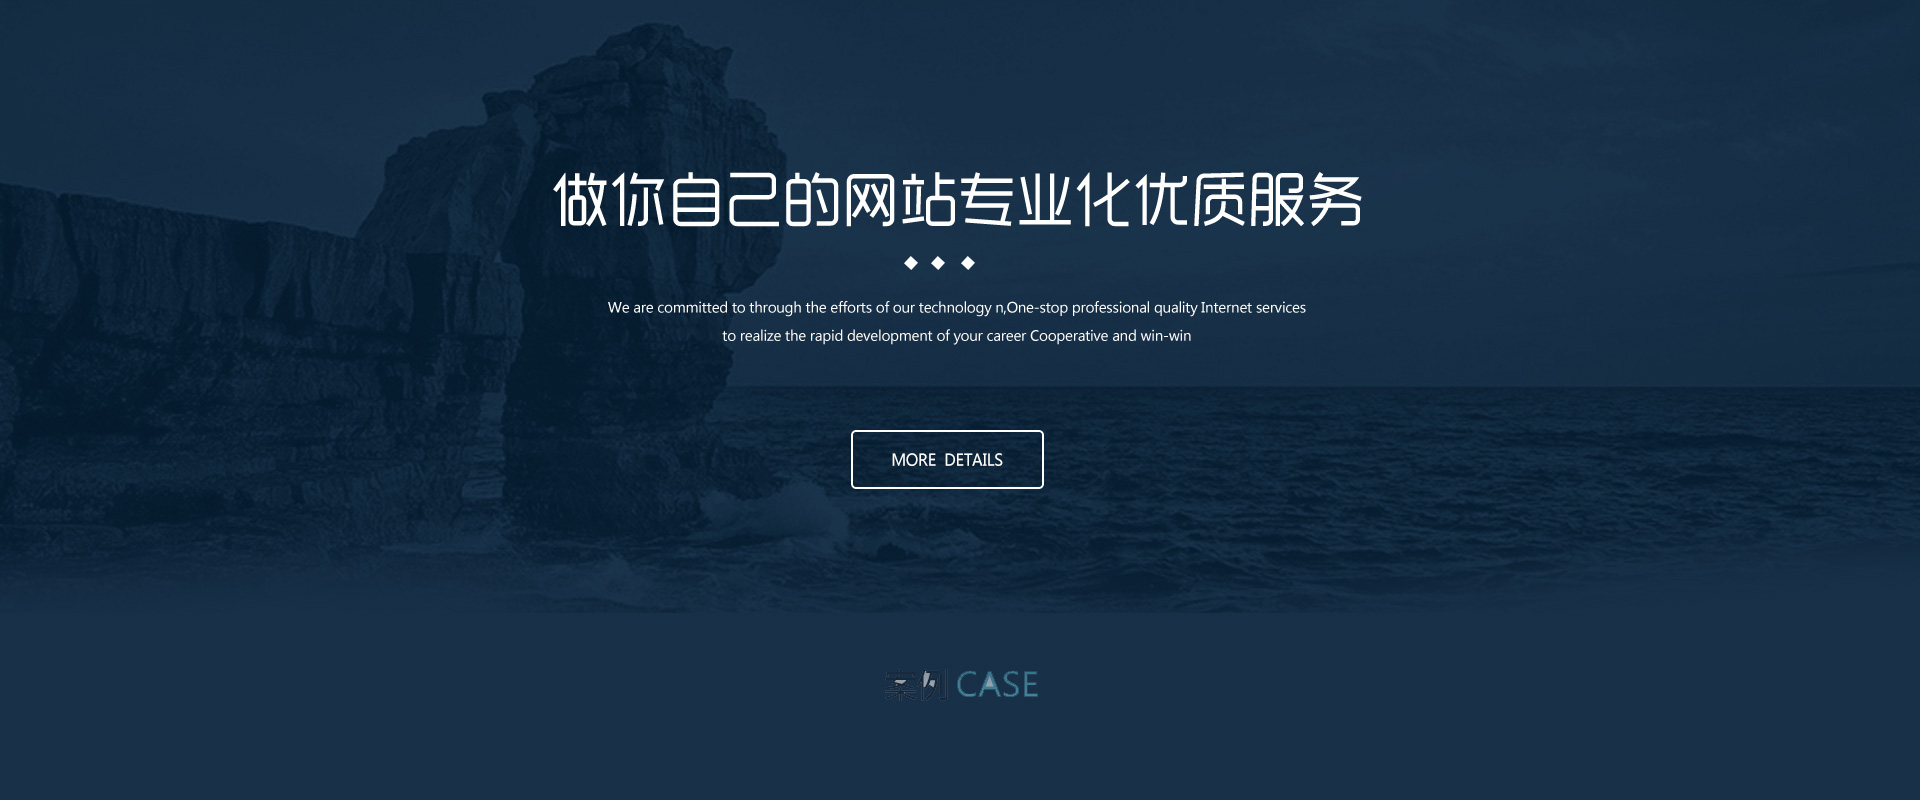 做你自己的网站专业化优质服务
We are committed to through the efforts of our technology n,One-stop professional quality Internet services
to realize the rapid development of your career Cooperative and win-win
MORE DETAILS
案例 CASE